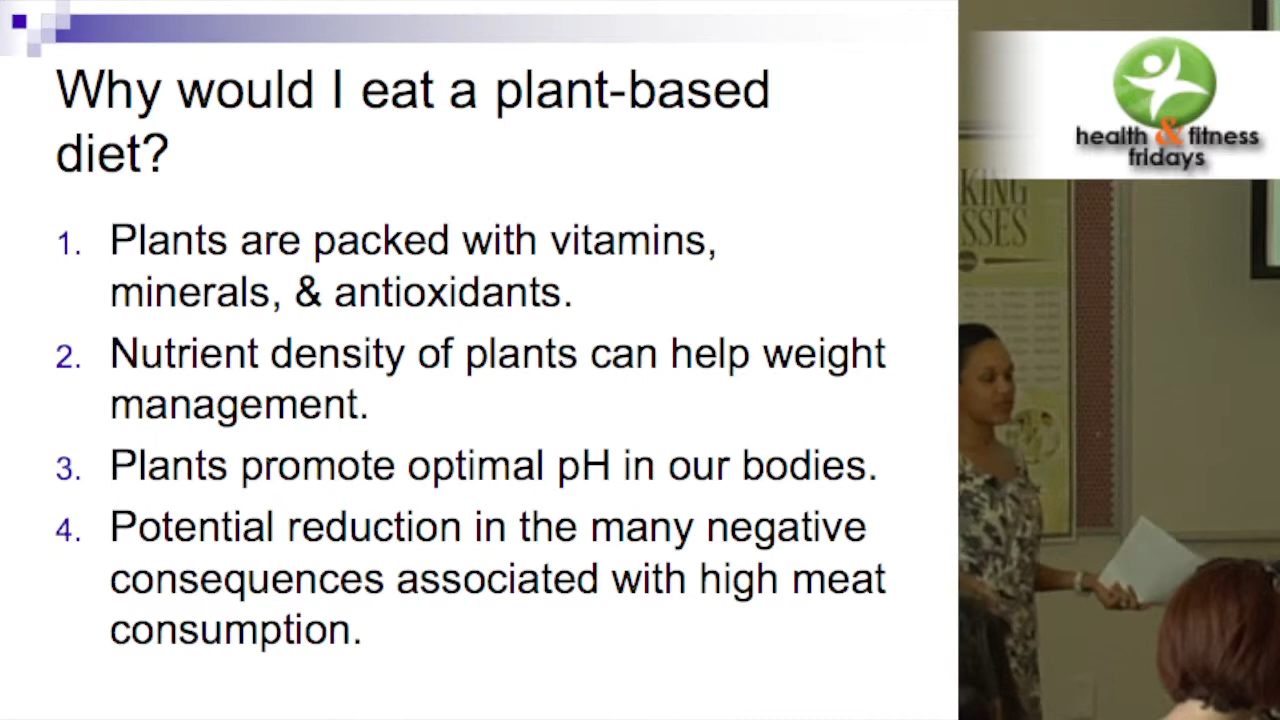 Why would I eat a plant-based
diet?
1. Plants are packed with vitamins,
minerals, & antioxidants.
2. Nutrient density of plants can help weight
management.
3. Plants promote optimal pH in our bodies.
4. Potential reduction in the many negative
consequences associated with high meat
consumption.
health & fitness
fridays